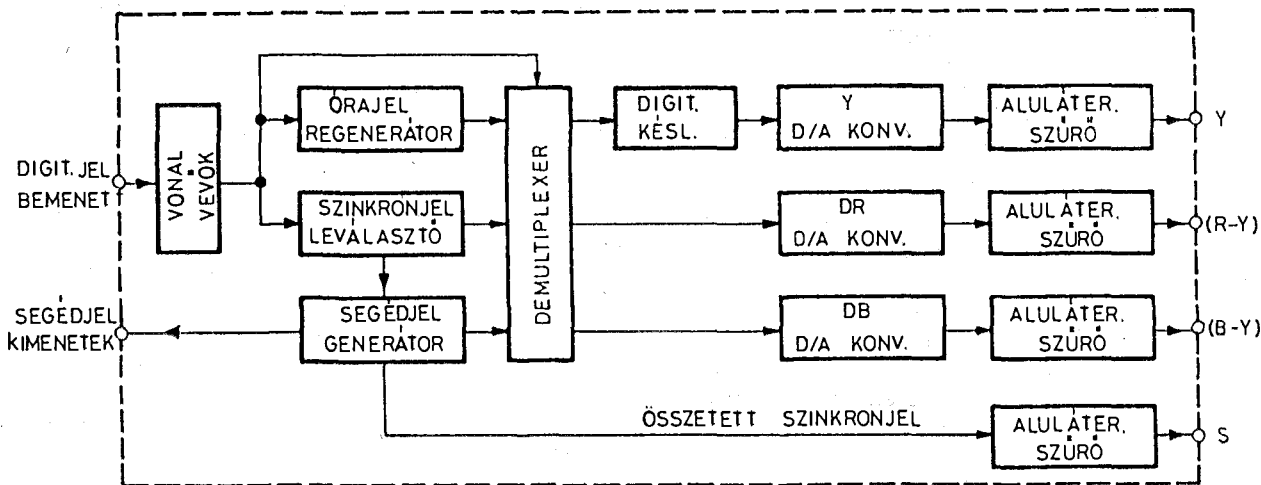 DIGIT. JEL
BEMENET
VONAL
VEVŐK
ÓRAJEL
REGENERÁTOR
SZINKRONJEL
LEVÁLASZTÓ
SEGÉDJEL
GENERÁTOR
SEGÉDJEL
kIMENETEK
DEMULTIPLEXER
DIGIT.
KÉSL.
Y
D/A KONV.
ALULÁTER.
SZŰRŐ
Y
DR
D/A KONV.
ALULÁTER.
SZŰRŐ
(R-Y)
DB
D/A KONV.
ALULÁTER.
SZŰRŐ
(B-Y)
ÖSSZETETT SZINKRONJEL
ALULÁTER.
SZŰRŐ
S